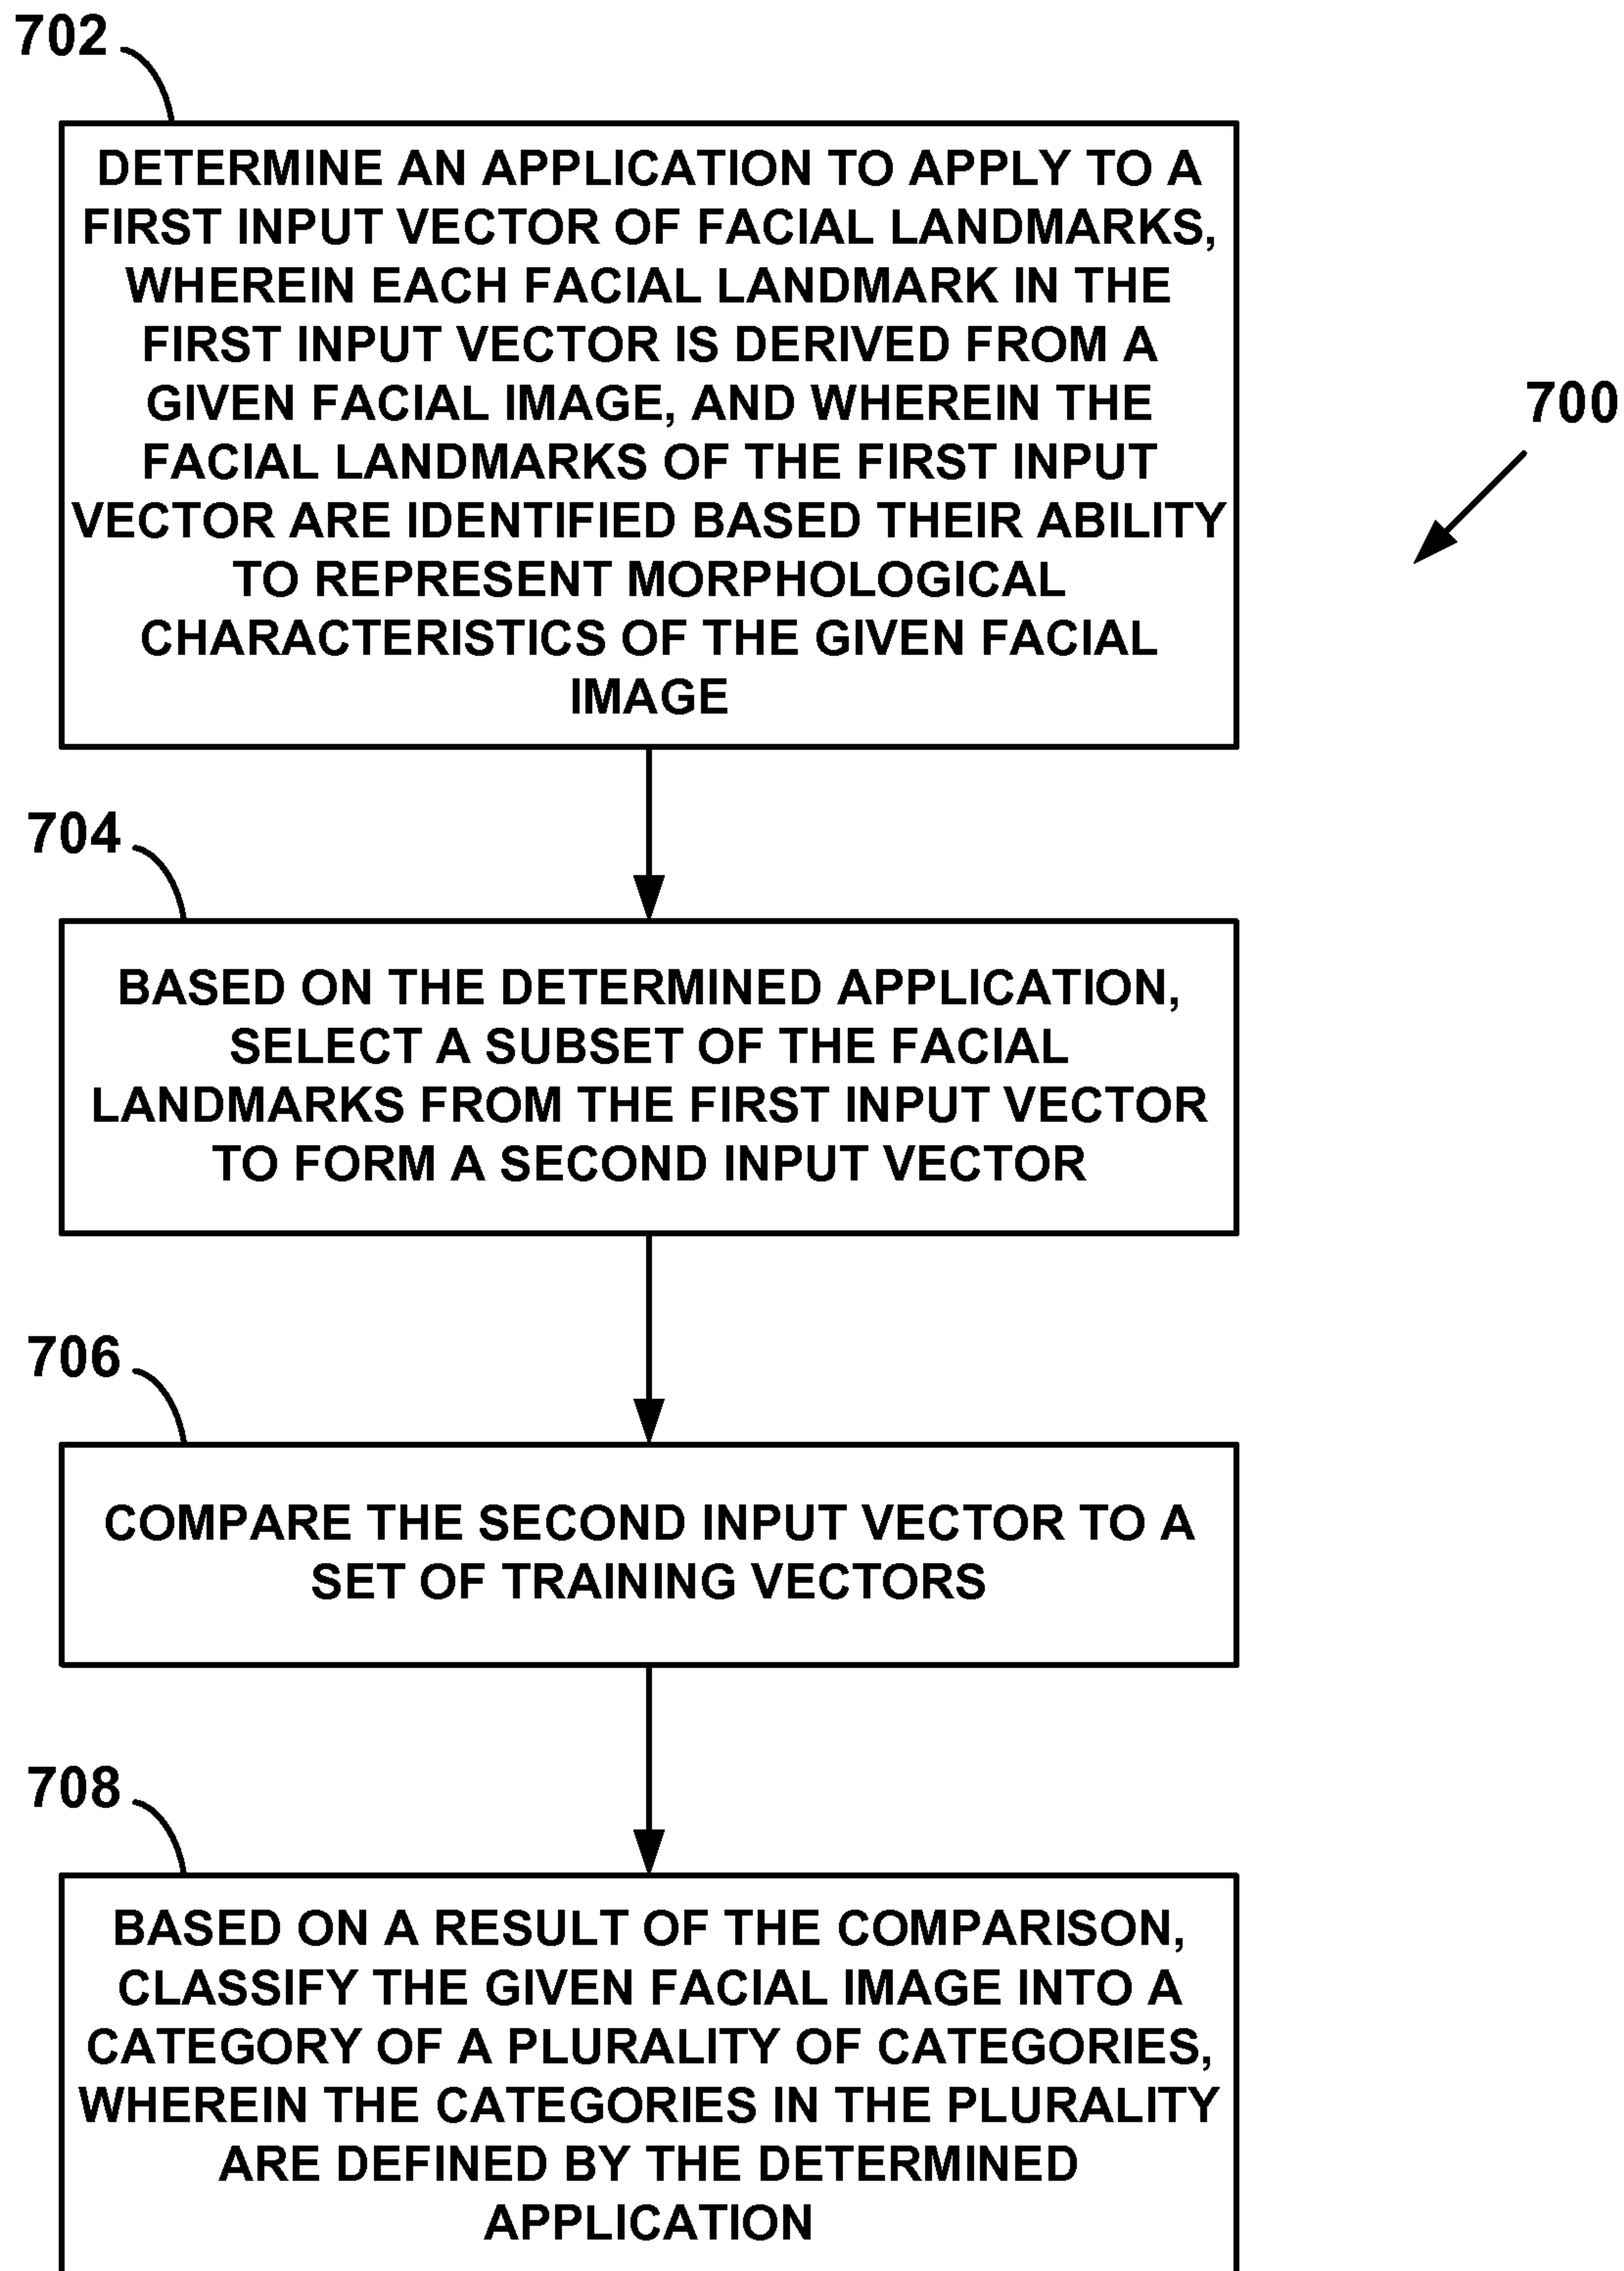 702
DETERMINE AN APPLICATION TO APPLY TO A
FIRST INPUT VECTOR OF FACIAL LANDMARKS,
WHEREIN EACH FACIAL LANDMARK IN THE
FIRST INPUT VECTOR IS DERIVED FROM A
GIVEN FACIAL IMAGE, AND WHEREIN THE
FACIAL LANDMARKS OF THE FIRST INPUT
VECTOR ARE IDENTIFIED BASED THEIR ABILITY
TO REPRESENT MORPHOLOGICAL
CHARACTERISTICS OF THE GIVEN FACIAL
IMAGE
700
704
BASED ON THE DETERMINED APPLICATION,
SELECT A SUBSET OF THE FACIAL
LANDMARKS FROM THE FIRST INPUT VECTOR
TO FORM A SECOND INPUT VECTOR
706
COMPARE THE SECOND INPUT VECTOR TO A
SET OF TRAINING VECTORS
708
BASED ON A RESULT OF THE COMPARISON,
CLASSIFY THE GIVEN FACIAL IMAGE INTO A
CATEGORY OF A PLURALITY OF CATEGORIES,
WHEREIN THE CATEGORIES IN THE PLURALITY
ARE DEFINED BY THE DETERMINED
APPLICATION